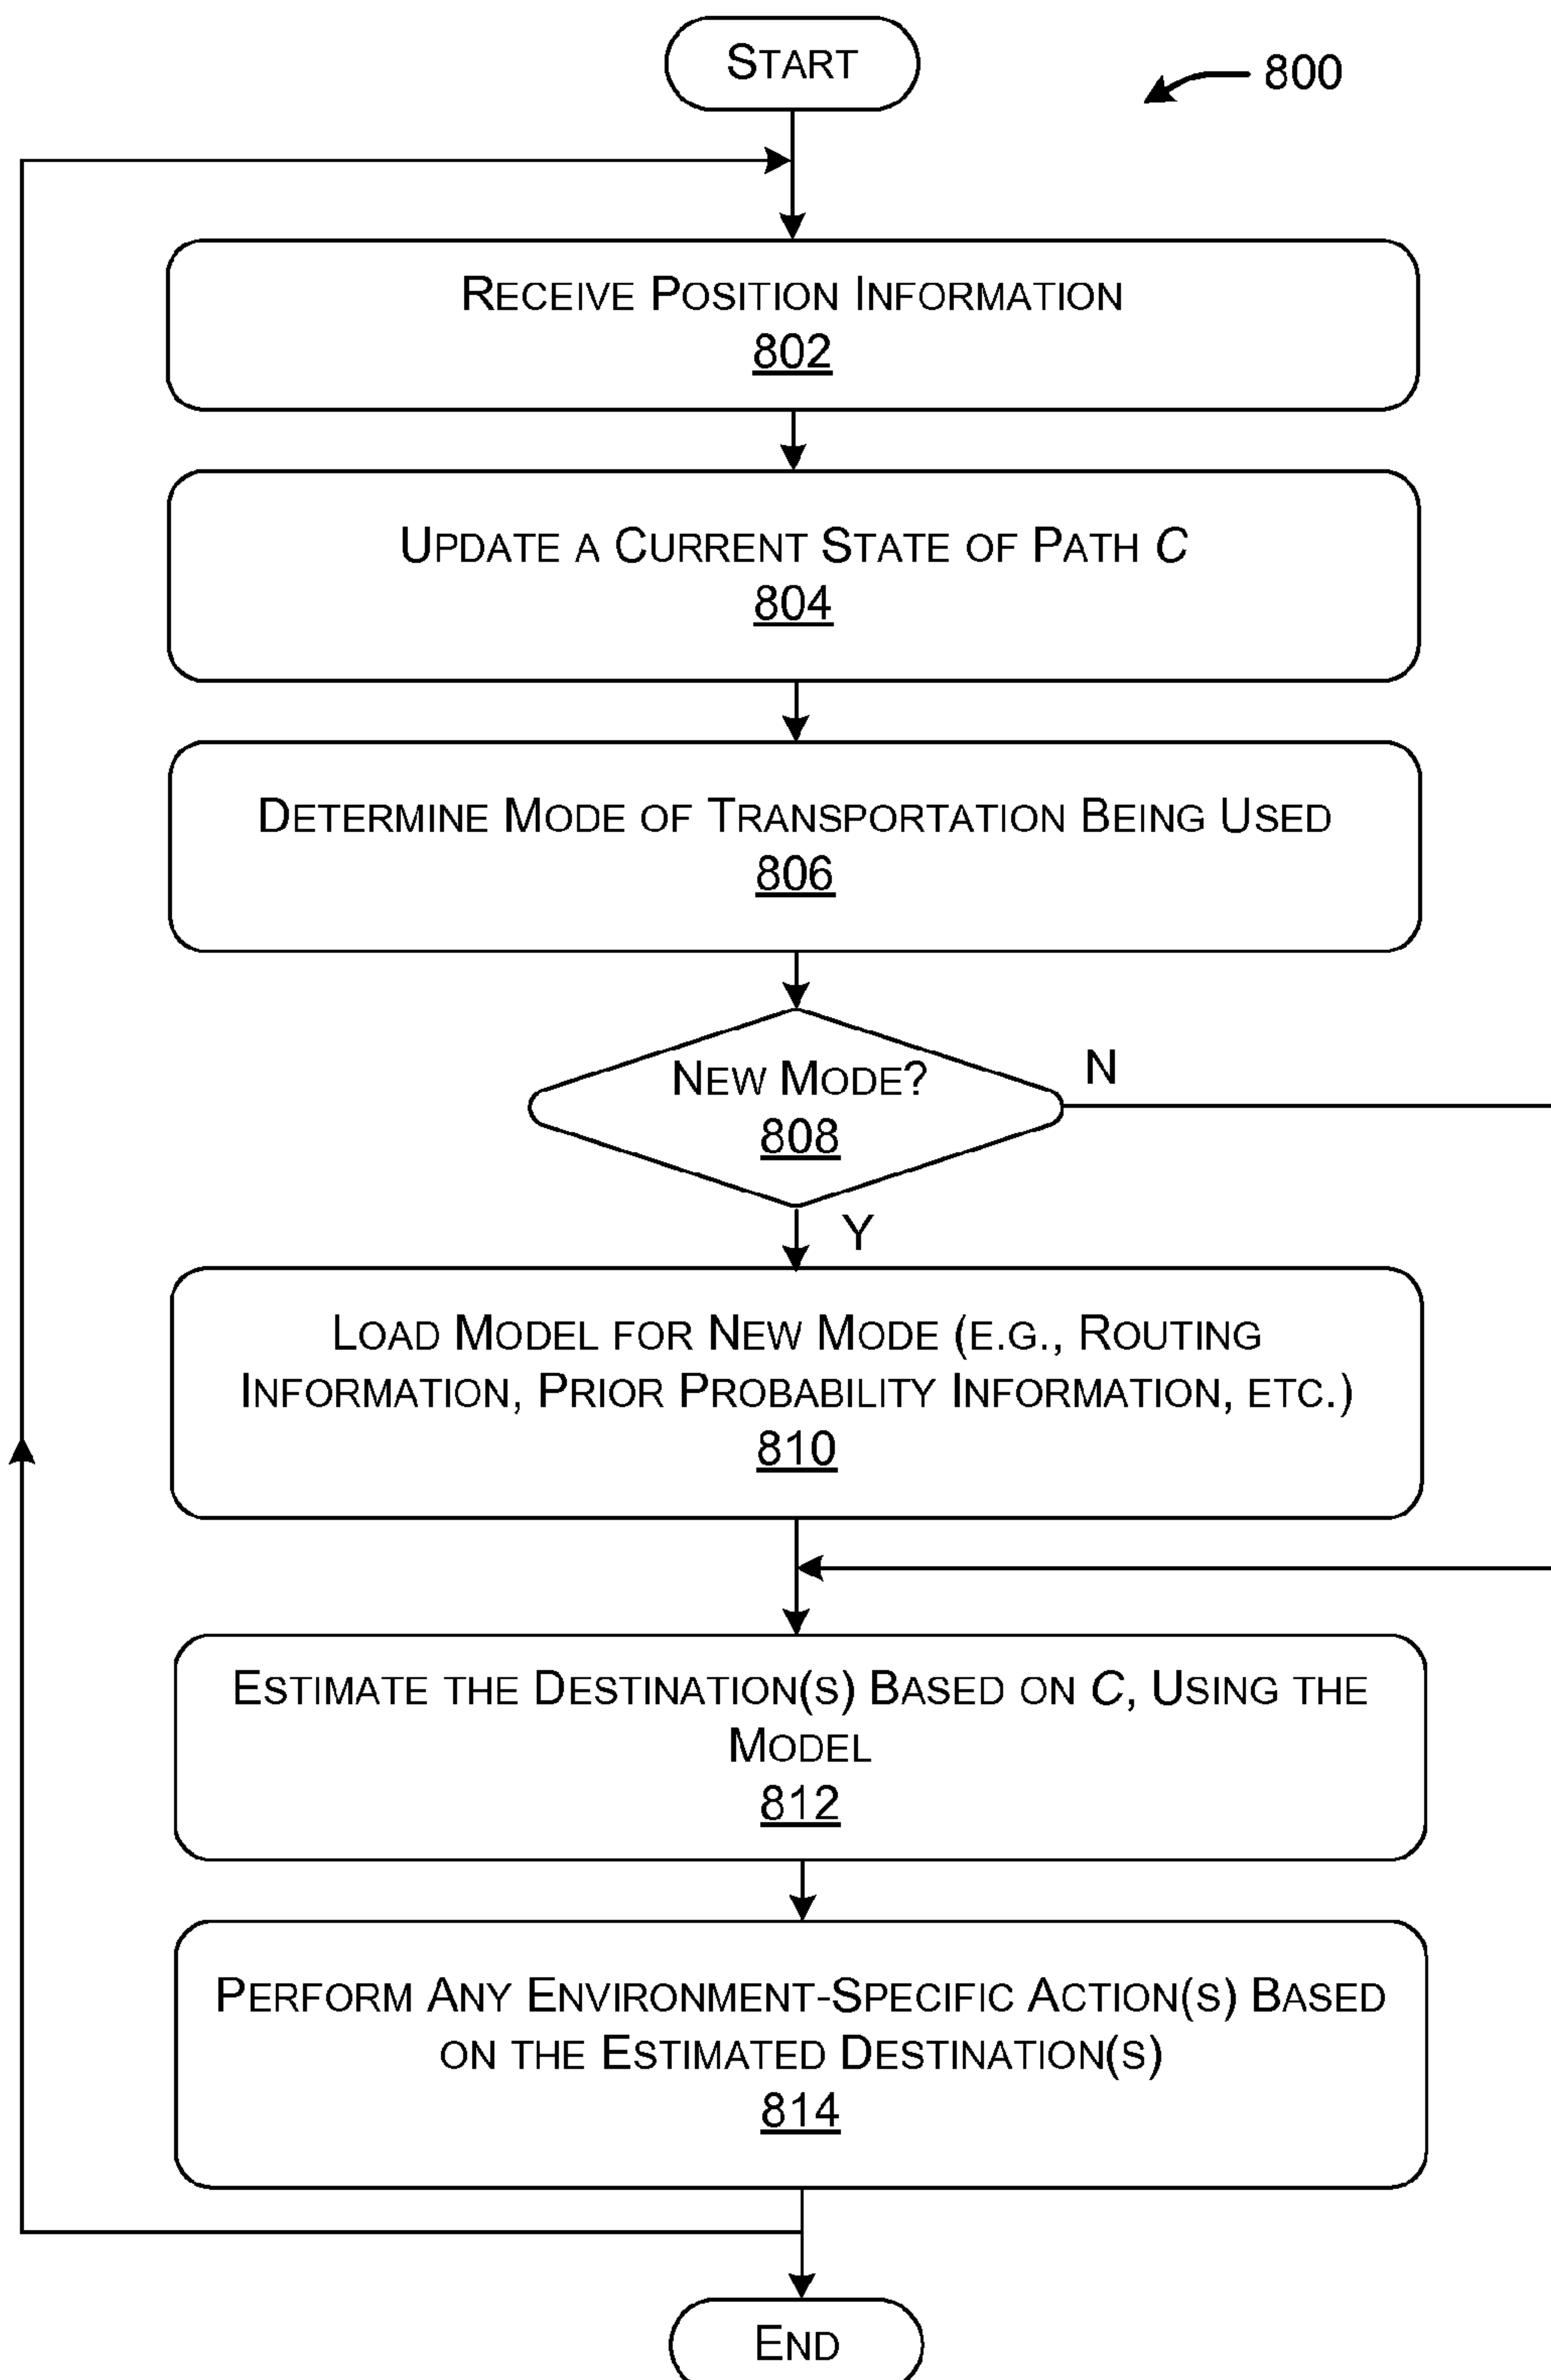 START
800
RECEIVE POSITION INFORMATION
802
UPDATE A CURRENT STATE OF PATH C
804
DETERMINE MODE OF TRANSPORTATION BEING USED
806
NEW MODE?
808
N
Y
LOAD MODEL FOR NEW MODE (E.G., ROUTING
INFORMATION, PRIOR PROBABILITY INFORMATION, ETC.)
810
ESTIMATE THE DESTINATION(S) BASED ON C, USING THE
MODEL
812
PERFORM ANY ENVIRONMENT-SPECIFIC ACTION(S) BASED
ON THE ESTIMATED DESTINATION(S)
814
END